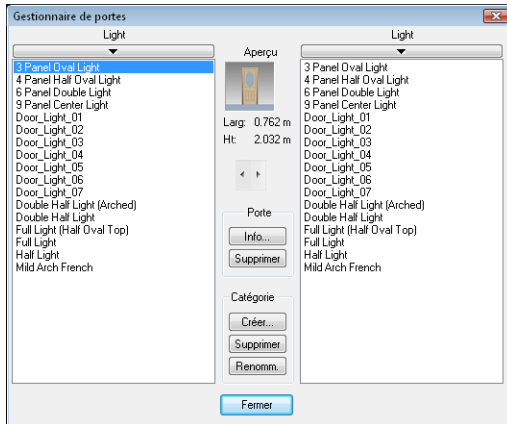 Gestionnaire de portes
Light
3 Panel Oval Light
4 Panel Half Oval Light
6 Panel Double Light
9 Panel Center Light
Door_Light_01
Door_Light_02
Door_Light_03
Door_Light_04
Door_Light_05
Door_Light_06
Door_Light_07
Double Half Light (Arched)
Double Half Light
Full Light (Half Oval Top)
Full Light
Half Light
Mild Arch French
Aperçu
Larg: 0.762 m
Ht: 2.032 m
Porte
Info...
Supprimer
Catégorie
Créer...
Supprimer
Renomm.
Fermer
Light
3 Panel Oval Light
4 Panel Half Oval Light
6 Panel Double Light
9 Panel Center Light
Door_Light_01
Door_Light_02
Door_Light_03
Door_Light_04
Door_Light_05
Door_Light_06
Door_Light_07
Double Half Light (Arched)
Double Half Light
Full Light (Half Oval Top)
Full Light
Half Light
Mild Arch French